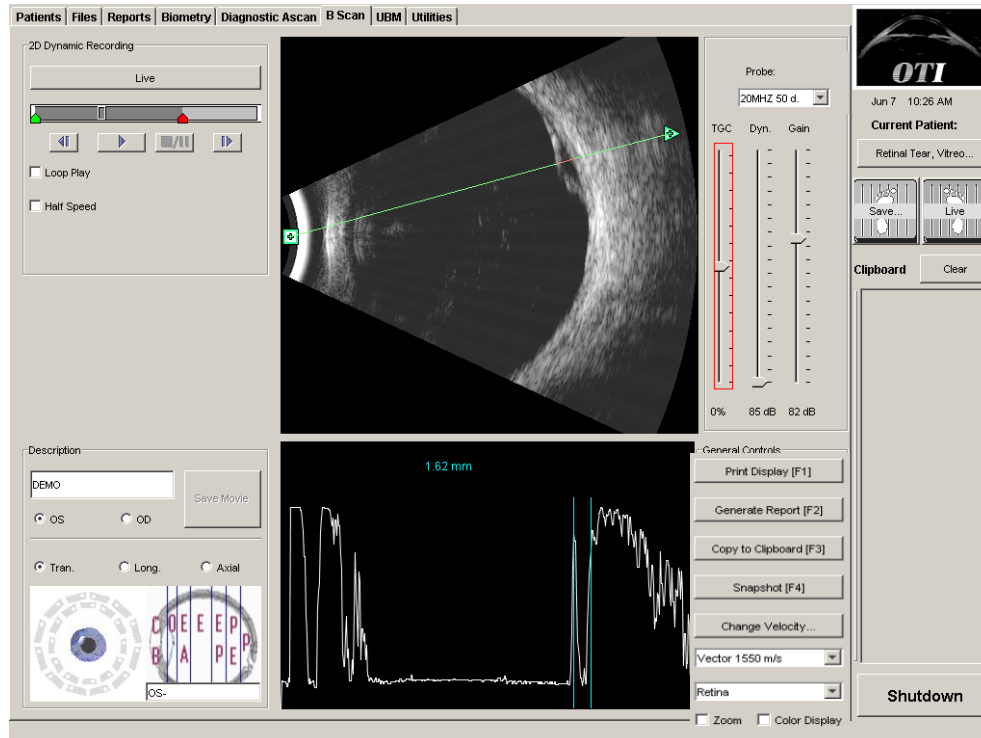 Patients Files Reports Biometry Diagnostic Ascan B Scan UBM Utilities
2D Dynamic Recording
Live
Loop Play
Half Speed
Probe:
20MHZ 50 d.
TGC Dyn. Gain
0% 85 dB 82 dB
OTI
Jun 7 10:26 AM
Current Patient:
Retinal Tear, Vitreo...
Save... Live
Clipboard Clear
Description
DEMO
Save Movie
OS OD
Tran. Long. Axial
C O E E E P P
B A P E
OS-
1.62 mm
General Controls
Print Display [F1]
Generate Report [F2]
Copy to Clipboard [F3]
Snapshot [F4]
Change Velocity...
Vector 1550 m/s
Retina
Zoom Color Display
Shutdown